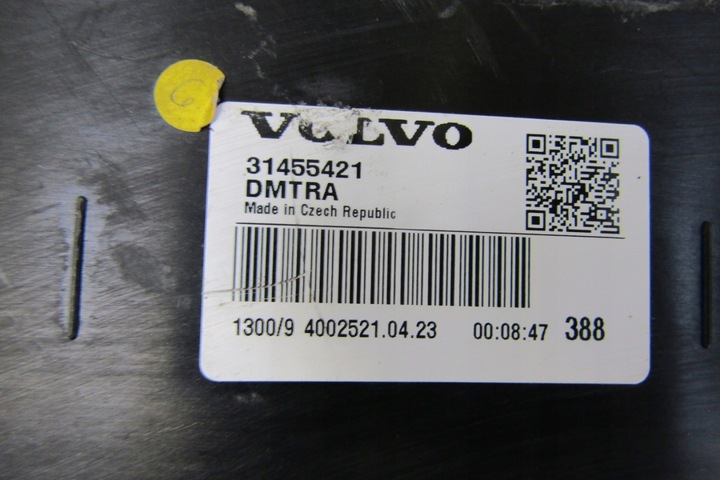 VOLVO
31455421
DMTRA
Made in Czech Republic
1300/9 4002521.04.23 00:08:47 388